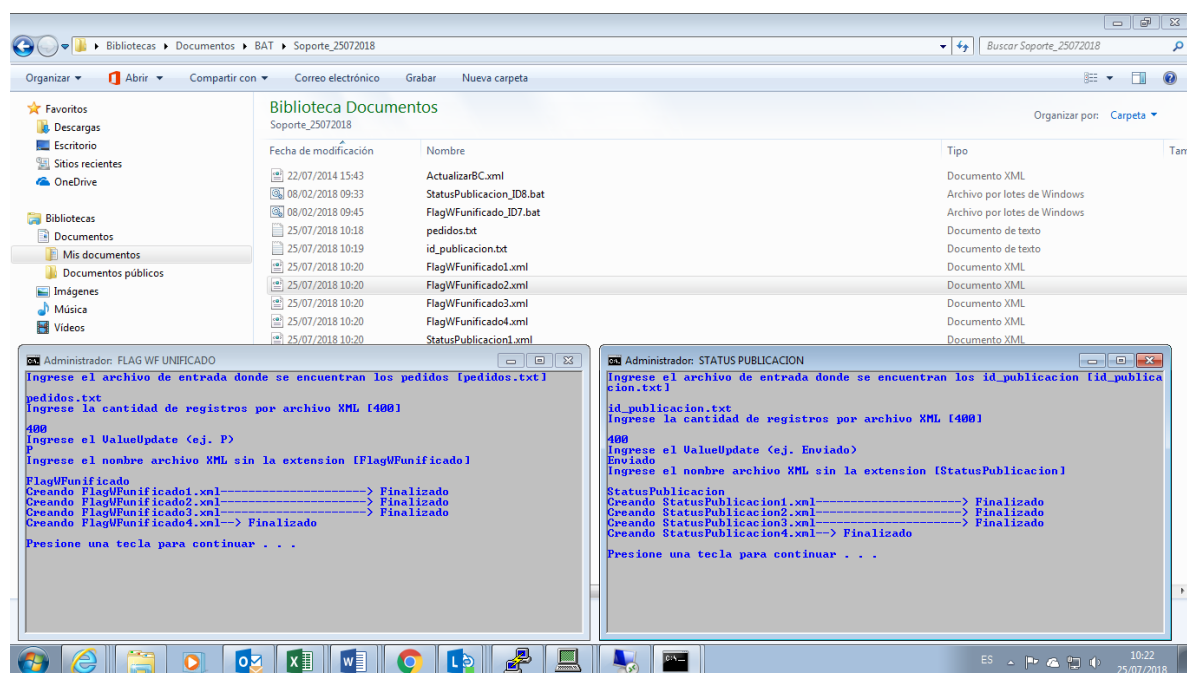 Bibliotecas ▸ Documentos ▸ BAT ▸ Soporte_25072018
Buscar Soporte_25072018
Organizar Abrir Compartir con Correo electrónico Grabar Nueva carpeta
Favoritos
Descargas
Escritorio
Sitios recientes
OneDrive
Bibliotecas
Documentos
Mis documentos
Documentos públicos
Imágenes
Música
Vídeos
Biblioteca Documentos
Soporte_25072018
Organizar por: Carpeta
Fecha de modificación Nombre Tipo Tam
22/07/2014 15:43 ActualizarBC.xml Documento XML
08/02/2018 09:33 StatusPublicacion_ID8.bat Archivo por lotes de Windows
08/02/2018 09:45 FlagWFunificado_ID7.bat Archivo por lotes de Windows
25/07/2018 10:18 pedidos.txt Documento de texto
25/07/2018 10:19 id_publicacion.txt Documento de texto
25/07/2018 10:20 FlagWFunificado1.xml Documento XML
25/07/2018 10:20 FlagWFunificado2.xml Documento XML
25/07/2018 10:20 FlagWFunificado3.xml Documento XML
25/07/2018 10:20 FlagWFunificado4.xml Documento XML
25/07/2018 10:20 StatusPublicacion1.xml Documento XML
Administrador: FLAG WF UNIFICADO
Ingrese el archivo de entrada donde se encuentran los pedidos [pedidos.txt]
pedidos.txt
Ingrese la cantidad de registros por archivo XML [400]
400
Ingrese el ValueUpdate (ej. P)
P
Ingrese el nombre archivo XML sin la extension [FlagWFunificado]
FlagWFunificado
Creando FlagWFunificado1.xml----------------------> Finalizado
Creando FlagWFunificado2.xml----------------------> Finalizado
Creando FlagWFunificado3.xml----------------------> Finalizado
Creando FlagWFunificado4.xml--> Finalizado
Presione una tecla para continuar . . .
Administrador: STATUS PUBLICACION
Ingrese el archivo de entrada donde se encuentran los id_publicacion [id_publica
cion.txt]
id_publicacion.txt
Ingrese la cantidad de registros por archivo XML [400]
400
Ingrese el ValueUpdate (ej. Enviado)
Enviado
Ingrese el nombre archivo XML sin la extension [StatusPublicacion]
StatusPublicacion
Creando StatusPublicacion1.xml----------------------> Finalizado
Creando StatusPublicacion2.xml----------------------> Finalizado
Creando StatusPublicacion3.xml----------------------> Finalizado
Creando StatusPublicacion4.xml--> Finalizado
Presione una tecla para continuar . . .
ES
10:22
25/07/2018